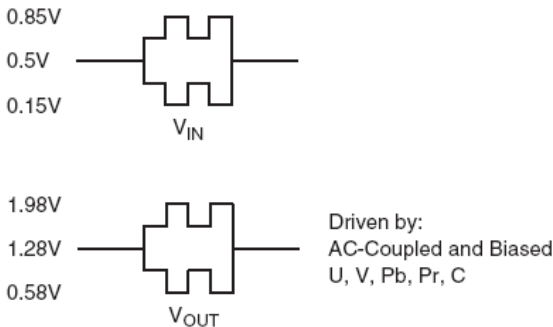 0.85V
0.5V
0.15V
VIN
1.98V
1.28V
0.58V
VOUT
Driven by:
AC-Coupled and Biased
U, V, Pb, Pr, C